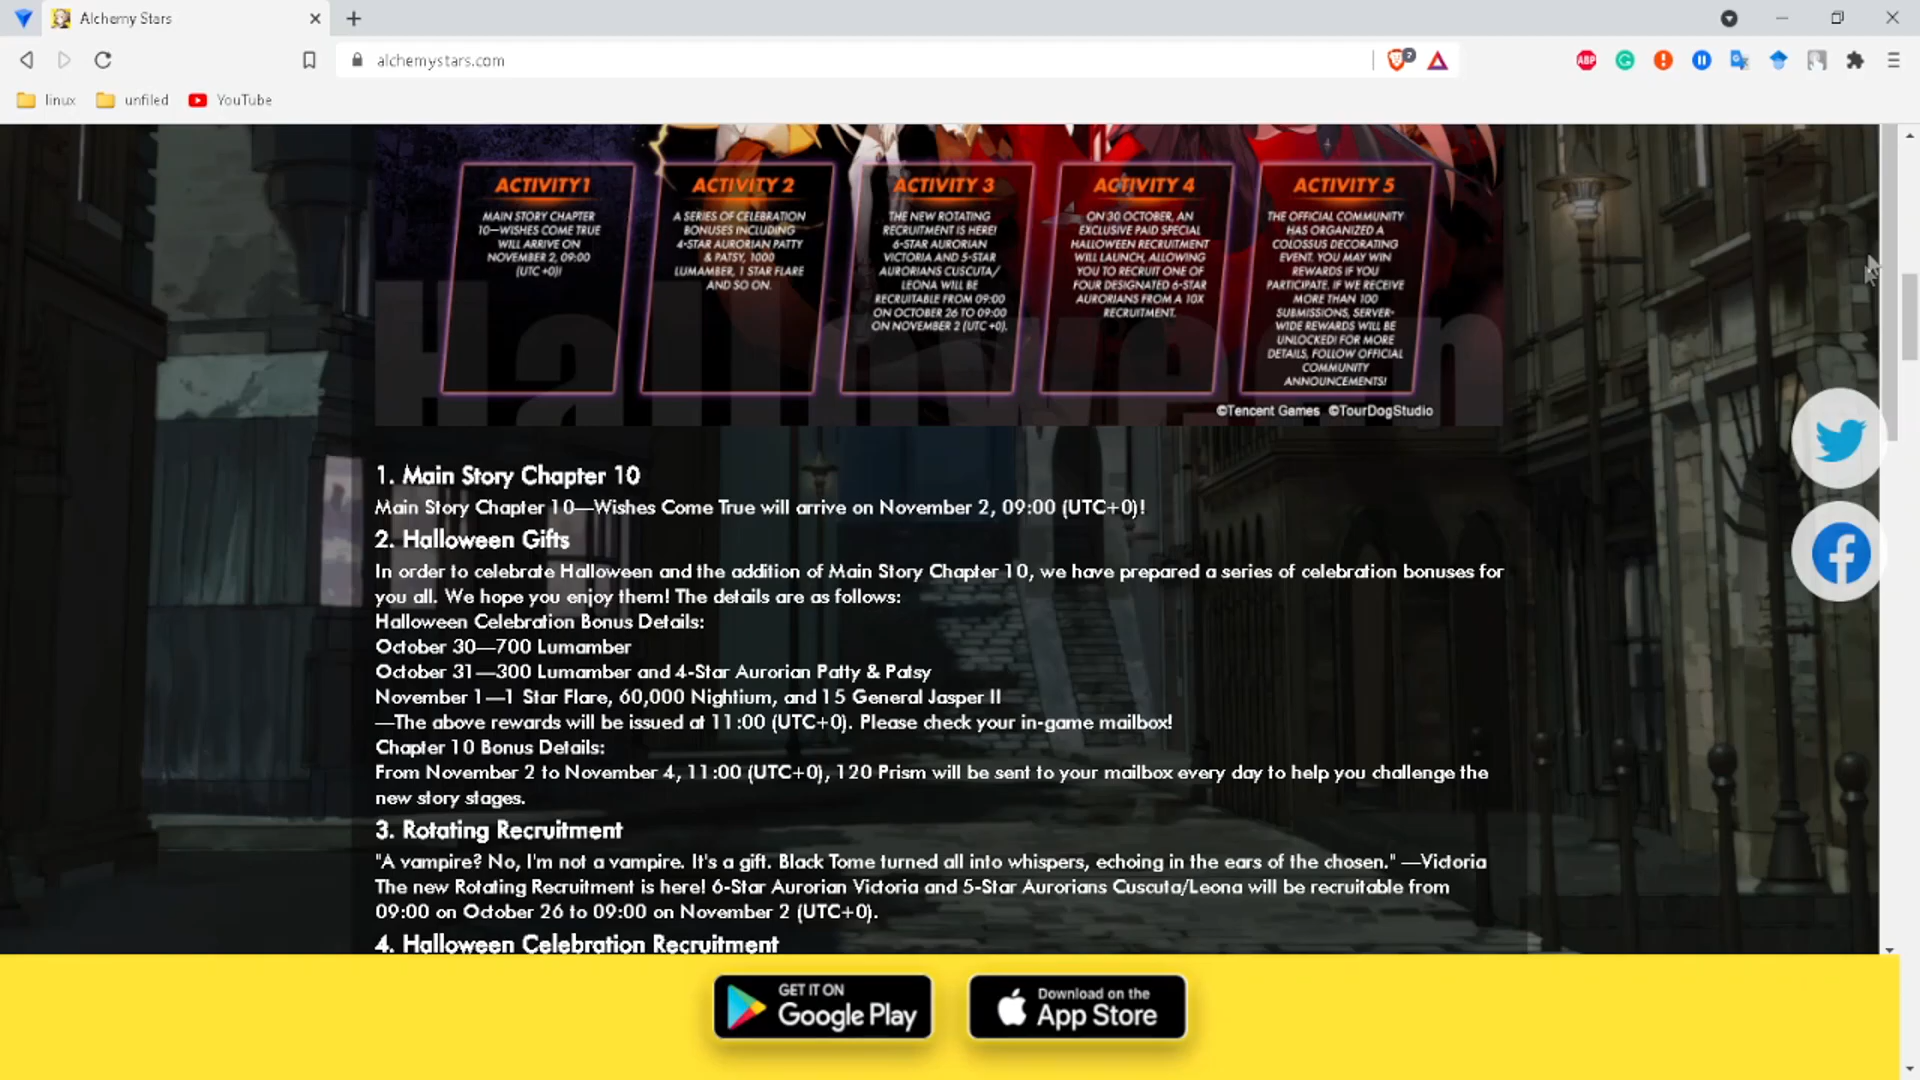 Alchemy Stars
alchemystars.com
2
ABP
linux
unfiled
YouTube
ACTIVITY 1
MAIN STORY CHAPTER
10—WISHES COME TRUE
WILL ARRIVE ON
NOVEMBER 2, 09:00
(UTC +0)!
ACTIVITY 2
A SERIES OF CELEBRATION
BONUSES INCLUDING
4-STAR AURORIAN PATTY
& PATSY, 1000
LUMAMBER, 1 STAR FLARE
AND SO ON.
ACTIVITY 3
THE NEW ROTATING
RECRUITMENT IS HERE!
6-STAR AURORIAN
VICTORIA AND 5-STAR
AURORIANS CUSCUTA/
LEONA WILL BE
RECRUITABLE FROM 09:00
ON OCTOBER 26 TO 09:00
ON NOVEMBER 2 (UTC +0).
ACTIVITY 4
ON 30 OCTOBER, AN
EXCLUSIVE PAID SPECIAL
HALLOWEEN RECRUITMENT
WILL LAUNCH, ALLOWING
YOU TO RECRUIT ONE OF
FOUR DESIGNATED 6-STAR
AURORIANS FROM A 10X
RECRUITMENT.
ACTIVITY 5
THE OFFICIAL COMMUNITY
HAS ORGANIZED A
COLOSSUS DECORATING
EVENT. YOU MAY WIN
REWARDS IF YOU
PARTICIPATE. IF WE RECEIVE
MORE THAN 100
SUBMISSIONS, SERVER-
WIDE REWARDS WILL BE
UNLOCKED! FOR MORE
DETAILS, FOLLOW OFFICIAL
COMMUNITY
ANNOUNCEMENTS!
Halloween
©Tencent Games ©TourDogStudio
1. Main Story Chapter 10
Main Story Chapter 10—Wishes Come True will arrive on November 2, 09:00 (UTC+0)!
2. Halloween Gifts
In order to celebrate Halloween and the addition of Main Story Chapter 10, we have prepared a series of celebration bonuses for
you all. We hope you enjoy them! The details are as follows:
Halloween Celebration Bonus Details:
October 30—700 Lumamber
October 31—300 Lumamber and 4-Star Aurorian Patty & Patsy
November 1—1 Star Flare, 60,000 Nightium, and 15 General Jasper II
—The above rewards will be issued at 11:00 (UTC+0). Please check your in-game mailbox!
Chapter 10 Bonus Details:
From November 2 to November 4, 11:00 (UTC+0), 120 Prism will be sent to your mailbox every day to help you challenge the
new story stages.
3. Rotating Recruitment
"A vampire? No, I'm not a vampire. It's a gift. Black Tome turned all into whispers, echoing in the ears of the chosen." —Victoria
The new Rotating Recruitment is here! 6-Star Aurorian Victoria and 5-Star Aurorians Cuscuta/Leona will be recruitable from
09:00 on October 26 to 09:00 on November 2 (UTC+0).
4. Halloween Celebration Recruitment
GET IT ON
Google Play
Download on the
App Store